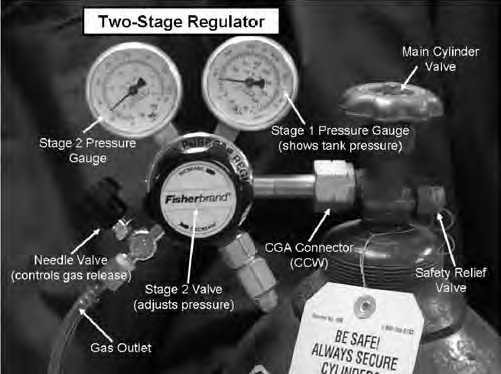 Two-Stage Regulator
Main Cylinder
Valve
Stage 2 Pressure
Gauge
Stage 1 Pressure Gauge
(shows tank pressure)
INCREASE
Fisherbrand
Needle Valve
(controls gas release)
Stage 2 Valve
(adjusts pressure)
CGA Connector
(CCW)
Safety Relief
Valve
Gas Outlet
BE SAFE!
ALWAYS SECURE